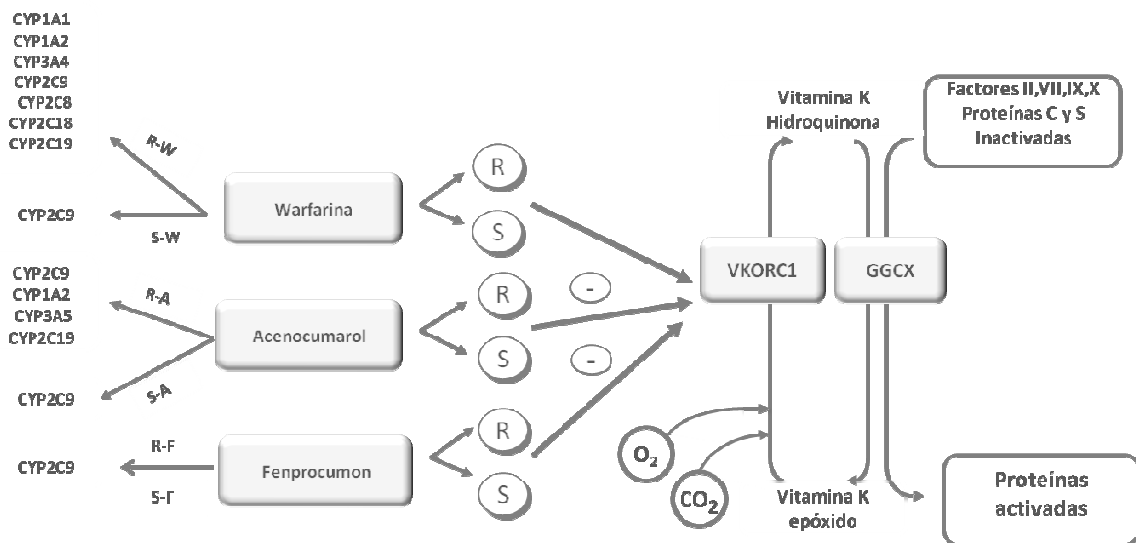 CYP1A1
CYP1A2
CYP3A4
CYP2C9
CYP2C8
CYP2C18
CYP2C19
R-W
CYP2C9
S-W
Warfarina
R
S
CYP2C9
CYP1A2
CYP3A5
CYP2C19
R-A
CYP2C9
S-A
Acenocumarol
R
S
-
-
R-F
CYP2C9
S-F
Fenprocumon
R
S
Vitamina K
Hidroquinona
Factores II,VII,IX,X
Proteínas C y S
Inactivadas
VKORC1
GGCX
O2
CO2
Vitamina K
epóxido
Proteínas
activadas